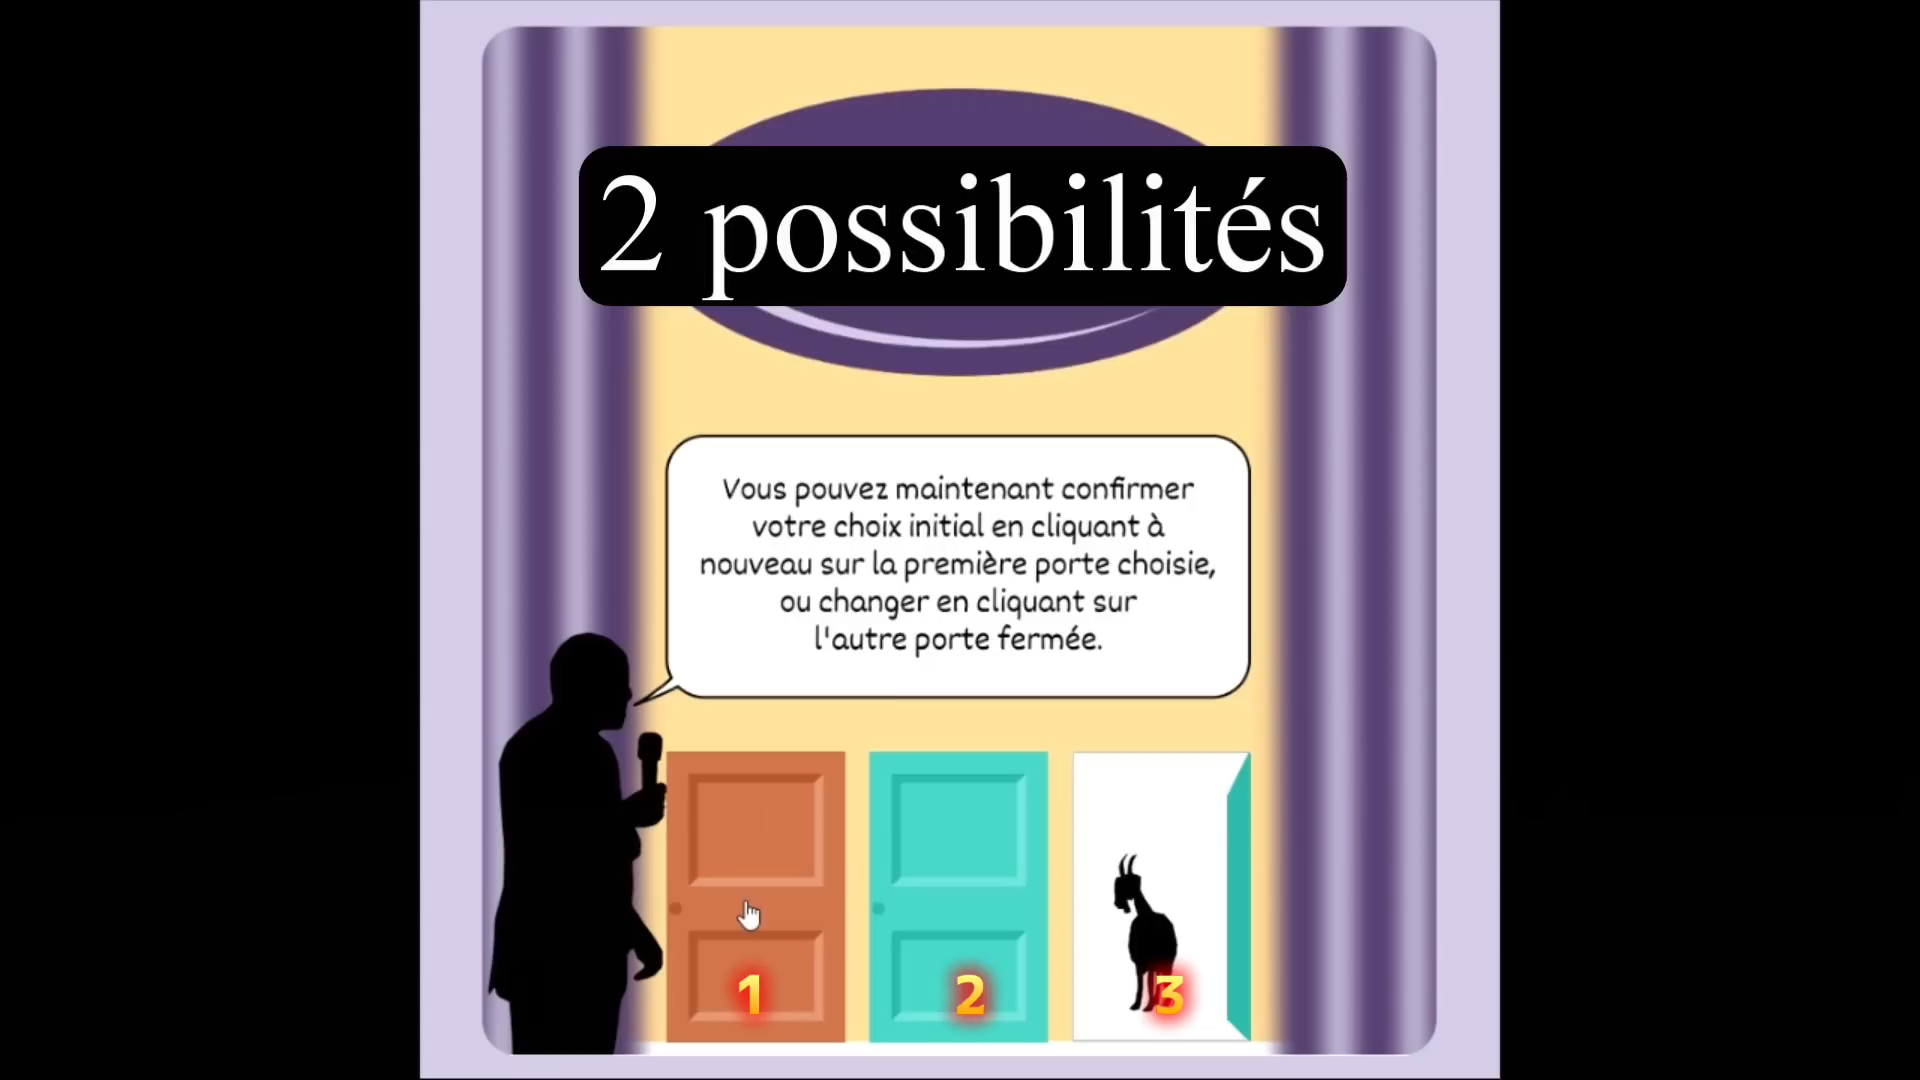 2 possibilités
Vous pouvez maintenant confirmer
votre choix initial en cliquant à
nouveau sur la première porte choisie,
ou changer en cliquant sur
l'autre porte fermée.
1 2 3